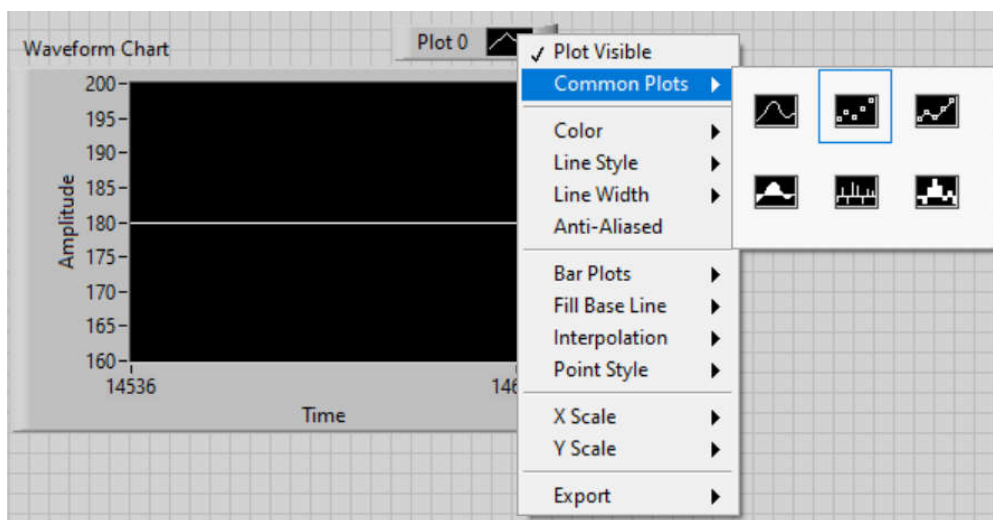 Waveform Chart
Plot 0
✓ Plot Visible
Common Plots
Color
Line Style
Line Width
Anti-Aliased
Bar Plots
Fill Base Line
Interpolation
Point Style
X Scale
Y Scale
Export
Amplitude
200
195
190
185
180
175
170
165
160
14536
Time